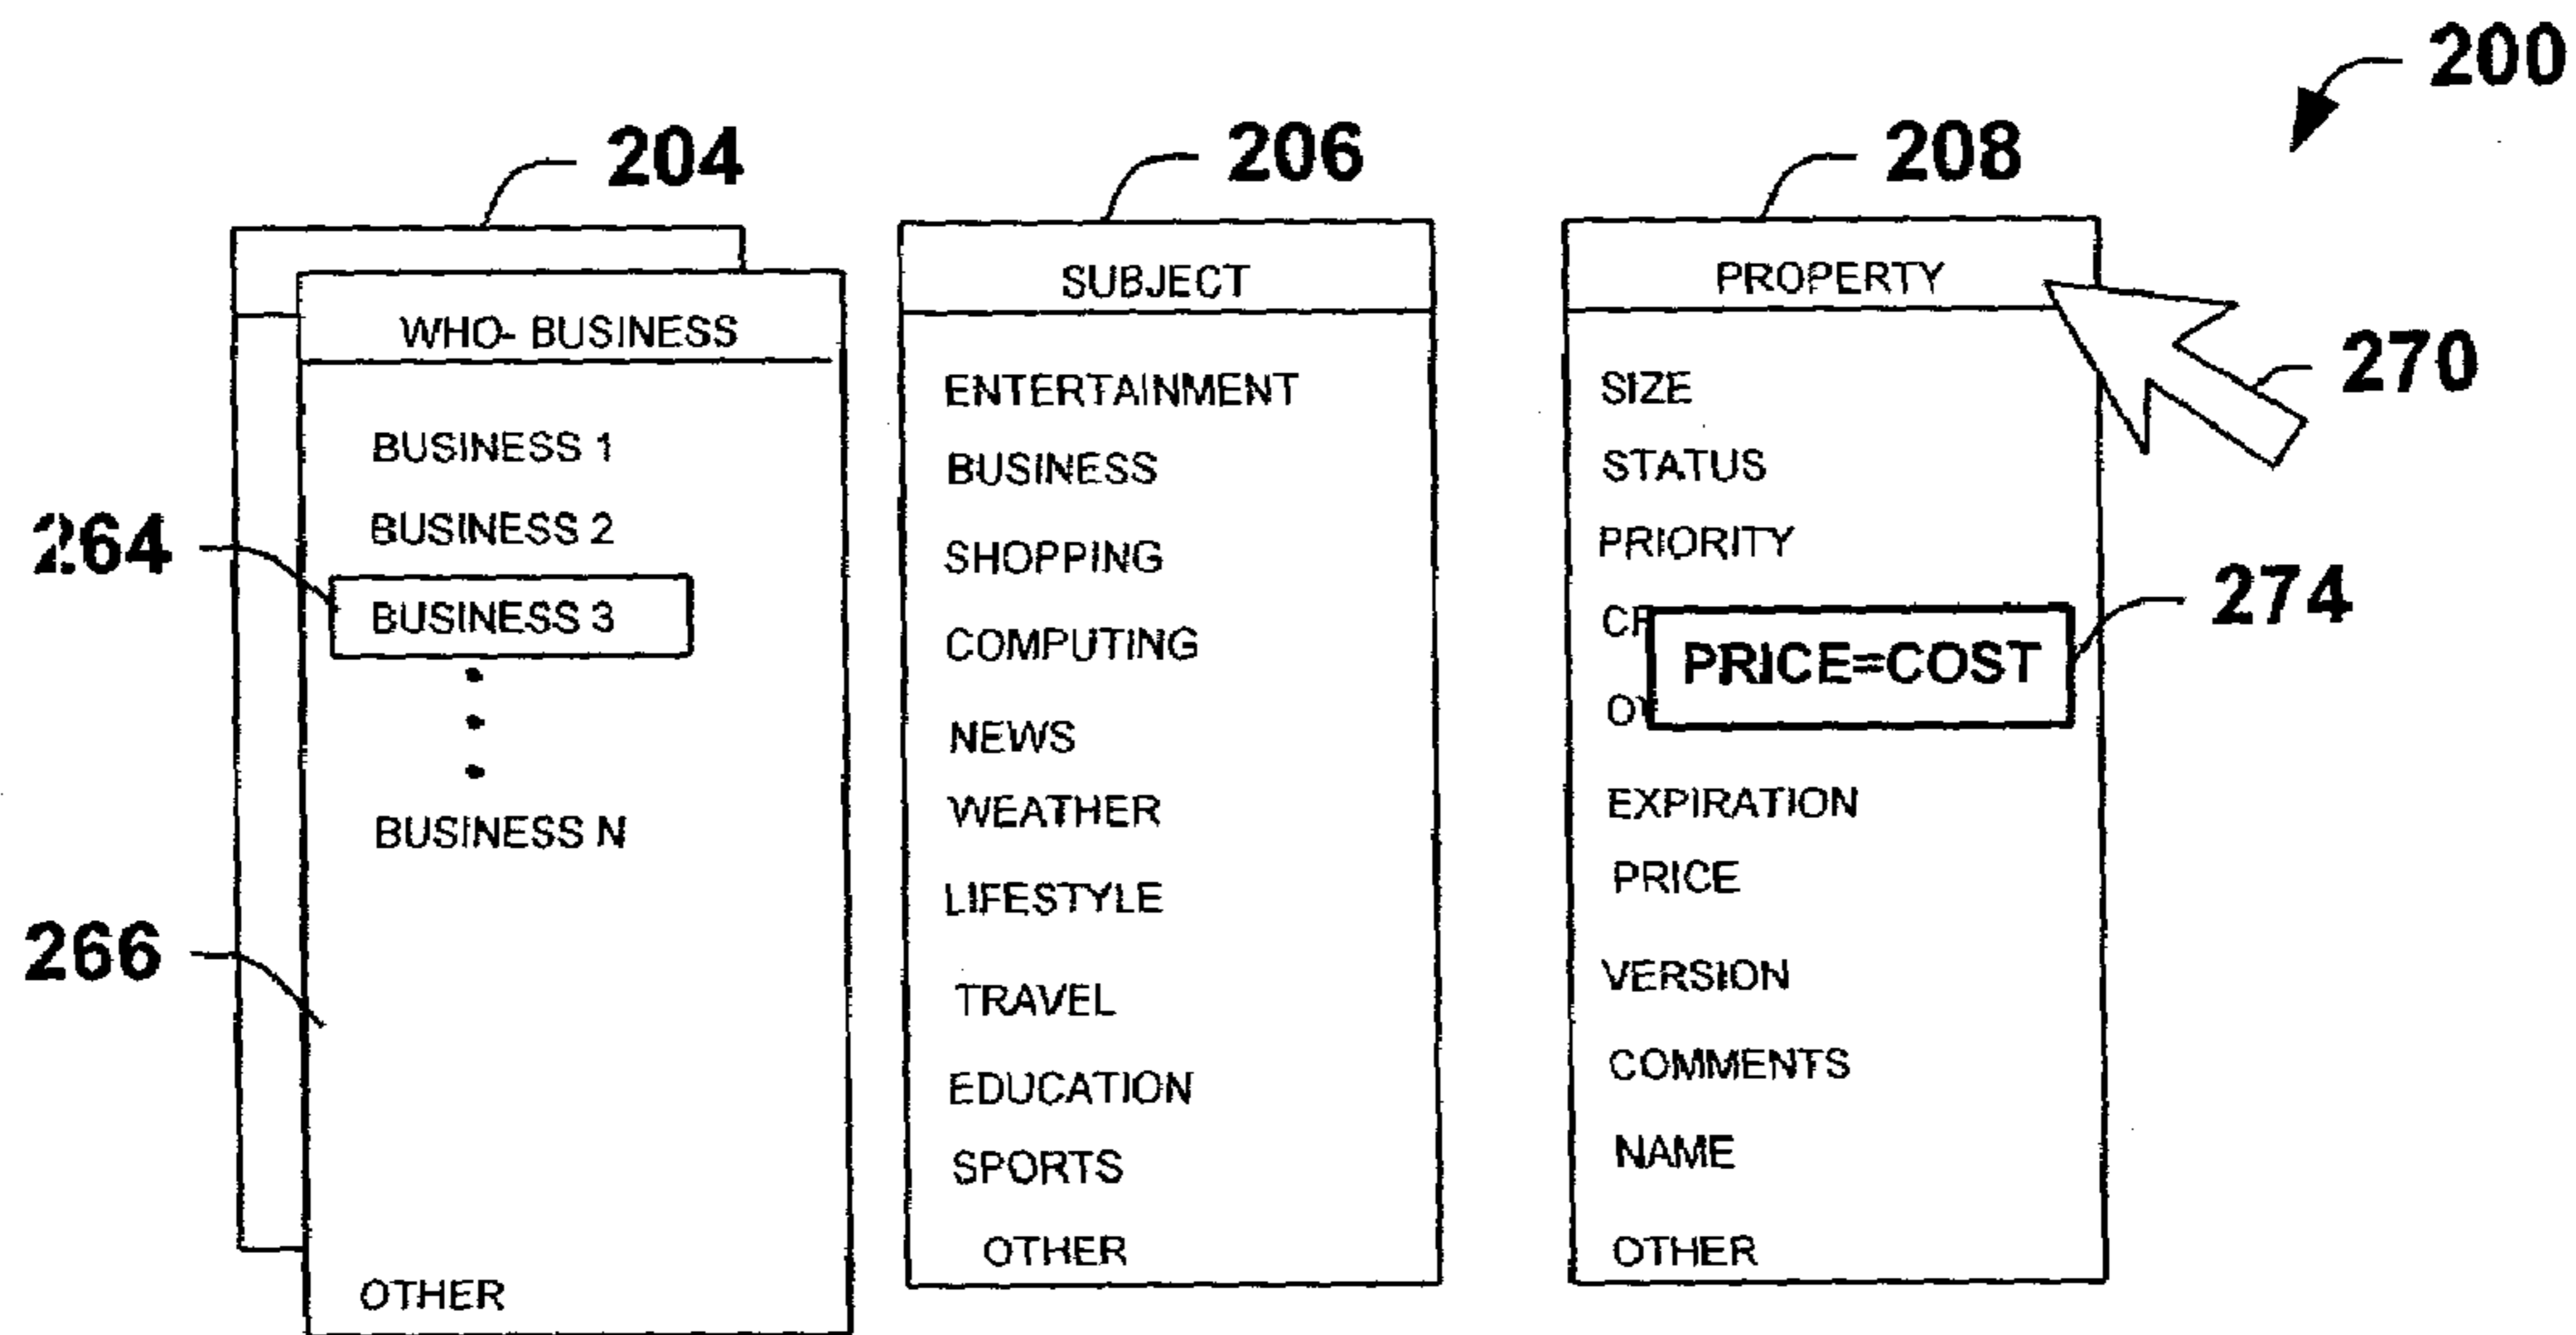 200
204
206
208
WHO- BUSINESS
BUSINESS 1
BUSINESS 2
264
BUSINESS 3
BUSINESS N
266
OTHER
SUBJECT
ENTERTAINMENT
BUSINESS
SHOPPING
COMPUTING
NEWS
WEATHER
LIFESTYLE
TRAVEL
EDUCATION
SPORTS
OTHER
PROPERTY
270
SIZE
STATUS
PRIORITY
274
PRICE=COST
EXPIRATION
PRICE
VERSION
COMMENTS
NAME
OTHER